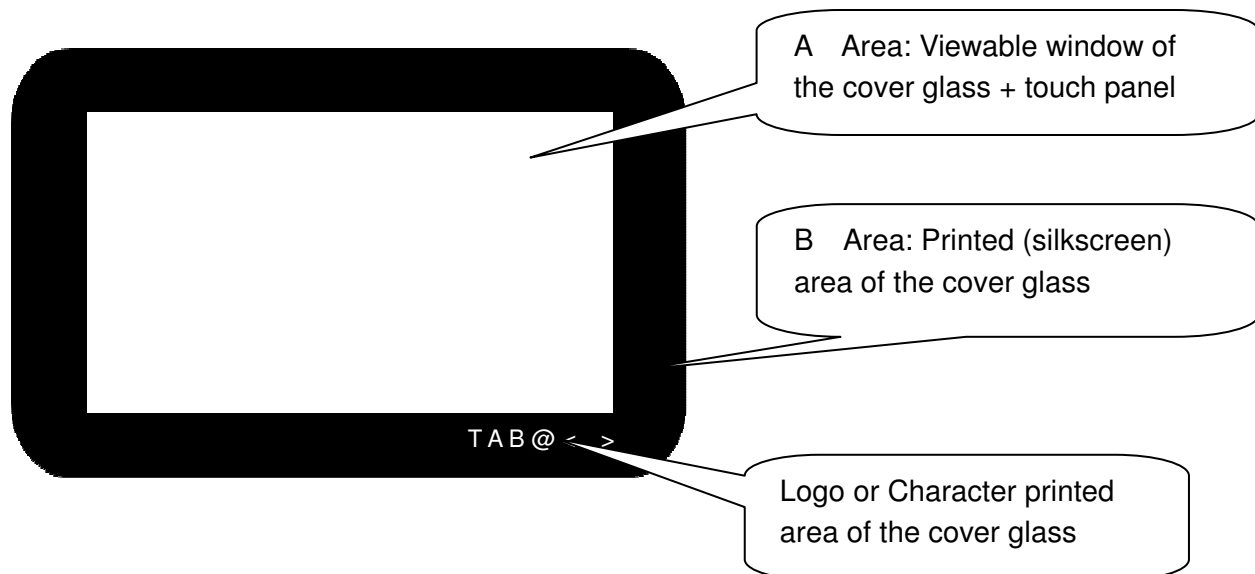 A    Area: Viewable window of
the cover glass + touch panel
B    Area: Printed (silkscreen)
area of the cover glass
TAB@< >
Logo or Character printed
area of the cover glass